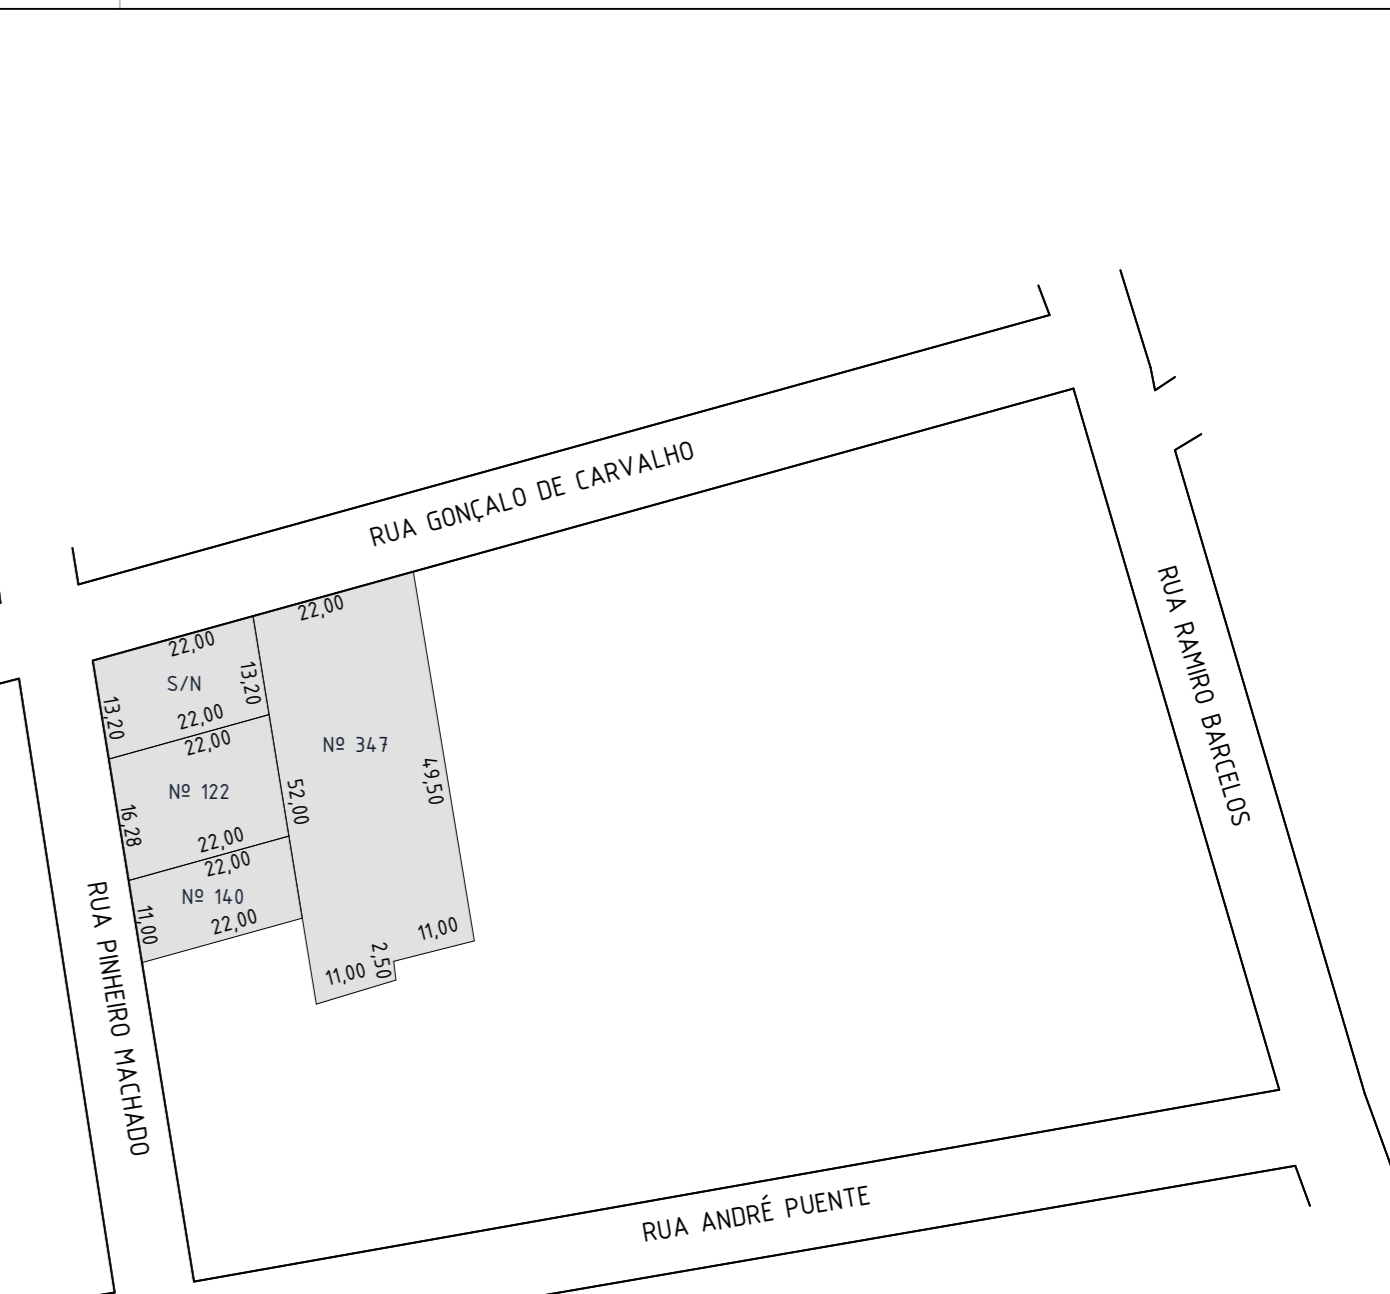 RUA GONÇALO DE CARVALHO
22,00
22,00
S/N
13,20
13,20
22,00
22,00
Nº 347
Nº 122
49,50
52,00
16,28
22,00
22,00
Nº 140
11,00
22,00
11,00
2,50
11,00
RUA PINHEIRO MACHADO
RUA RAMIRO BARCELOS
RUA ANDRÉ PUENTE